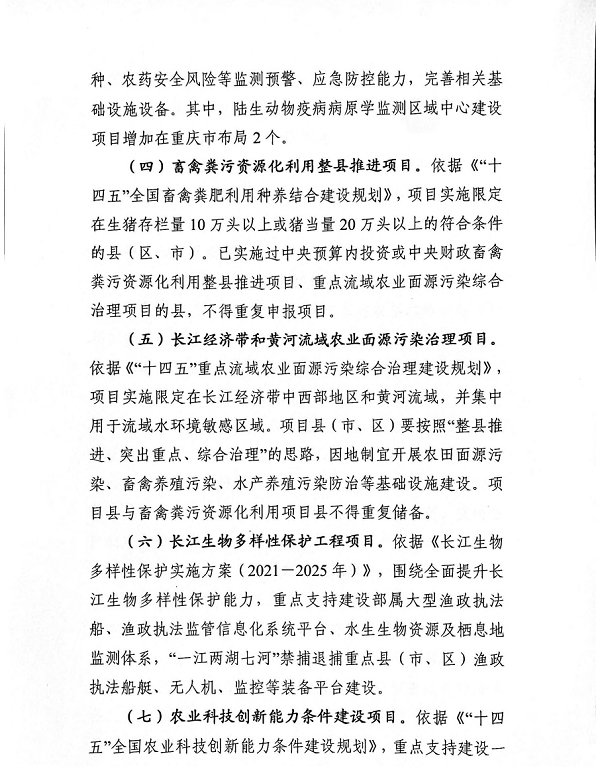 种、农药安全风险等监测预警、应急防控能力，完善相关基
础设施设备。其中，陆生动物疫病病原学监测区域中心建设
项目增加在重庆市布局 2 个。
（四）畜禽粪污资源化利用整县推进项目。依据《“十
四五”全国畜禽粪肥利用种养结合建设规划》，项目实施限定
在生猪存栏量 10 万头以上或猪当量 20 万头以上的符合条件
的县（区、市）。已实施过中央预算内投资或中央财政畜禽
粪污资源化利用整县推进项目、重点流域农业面源污染综合
治理项目的县，不得重复申报项目。
（五）长江经济带和黄河流域农业面源污染治理项目。
依据《“十四五”重点流域农业面源污染综合治理建设规划》，
项目实施限定在长江经济带中西部地区和黄河流域，并集中
用于流域水环境敏感区域。项目县（市、区）要按照“整县推
进、突出重点、综合治理”的思路，因地制宜开展农田面源污
染、畜禽养殖污染、水产养殖污染防治等基础设施建设。项
目县与畜禽粪污资源化利用项目县不得重复储备。
（六）长江生物多样性保护工程项目。依据《长江生物
多样性保护实施方案（2021－2025 年）》，围绕全面提升长
江生物多样性保护能力，重点支持建设部属大型渔政执法
船、渔政执法监管信息化系统平台、水生生物资源及栖息地
监测体系，“一江两湖七河”禁捕退捕重点县（市、区）渔政
执法船艇、无人机、监控等装备平台建设。
（七）农业科技创新能力条件建设项目。依据《“十四
五”全国农业科技创新能力条件建设规划》，重点支持建设一